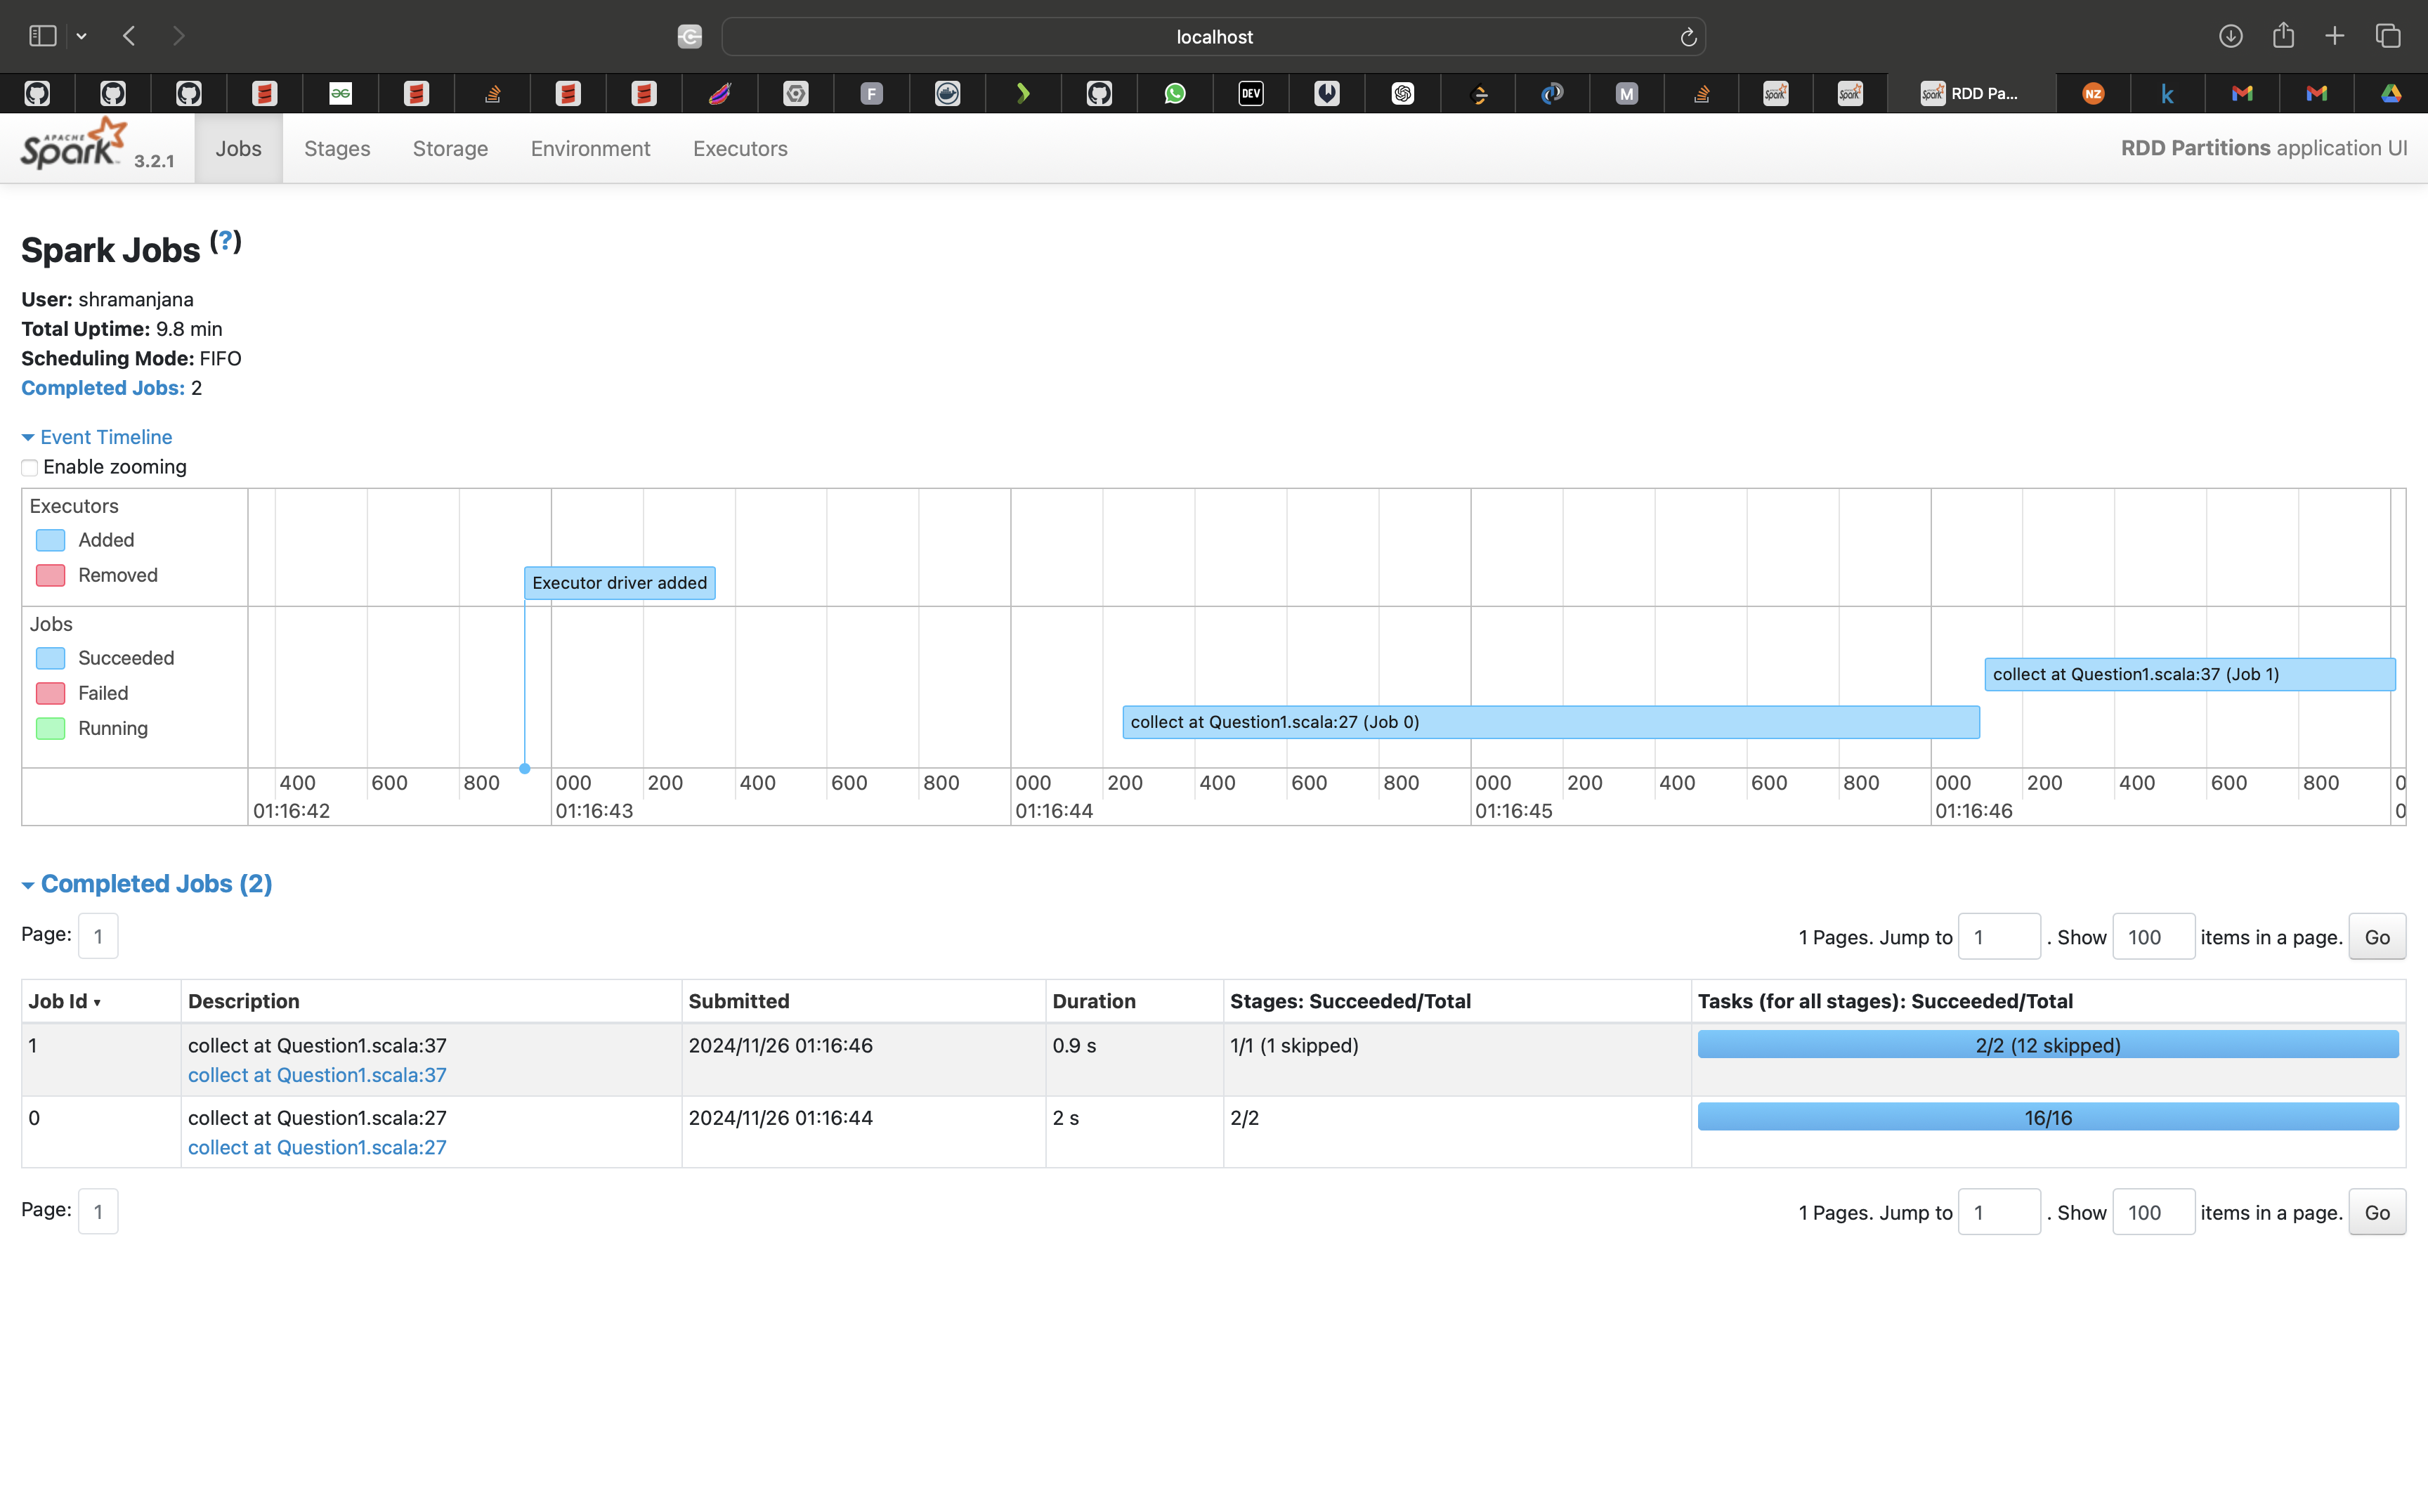 localhost
F
DEV
M
RDD Pa...
NZ
k
APACHE
Spark 3.2.1
Jobs Stages Storage Environment Executors
RDD Partitions application UI
Spark Jobs (?)
User: shramanjana
Total Uptime: 9.8 min
Scheduling Mode: FIFO
Completed Jobs: 2
Event Timeline
Enable zooming
Executors
Added
Removed
Executor driver added
Jobs
Succeeded
Failed
Running
collect at Question1.scala:37 (Job 1)
collect at Question1.scala:27 (Job 0)
400 600 800 000 200 400 600 800 000 200 400 600 800 000 200 400 600 800 000 200 400 600 800 0
01:16:42 01:16:43 01:16:44 01:16:45 01:16:46 0
Completed Jobs (2)
Page: 1
1 Pages. Jump to 1 . Show 100 items in a page. Go
Job Id ▾ Description Submitted Duration Stages: Succeeded/Total Tasks (for all stages): Succeeded/Total
1 collect at Question1.scala:37 2024/11/26 01:16:46 0.9 s 1/1 (1 skipped) 2/2 (12 skipped)
collect at Question1.scala:37
0 collect at Question1.scala:27 2024/11/26 01:16:44 2 s 2/2 16/16
collect at Question1.scala:27
Page: 1
1 Pages. Jump to 1 . Show 100 items in a page. Go